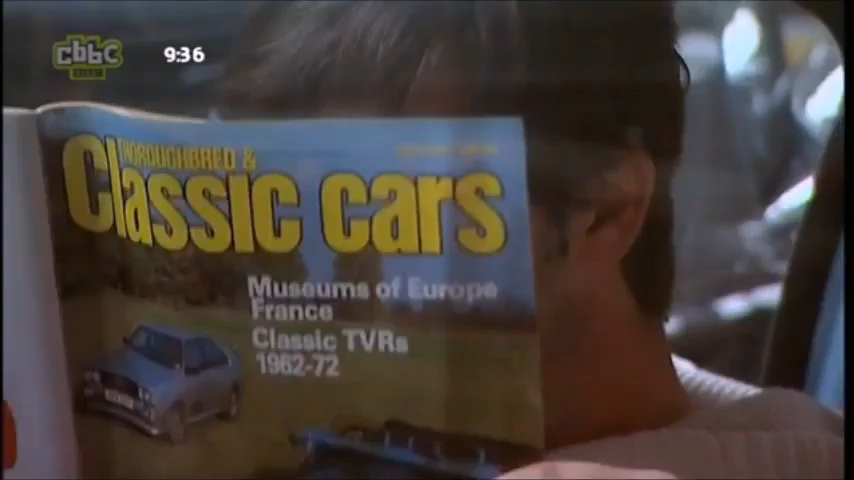 cbbc
9:36
THOROUGHBRED &
Classic cars
Museums of Europe
France
Classic TVRs
1962-72